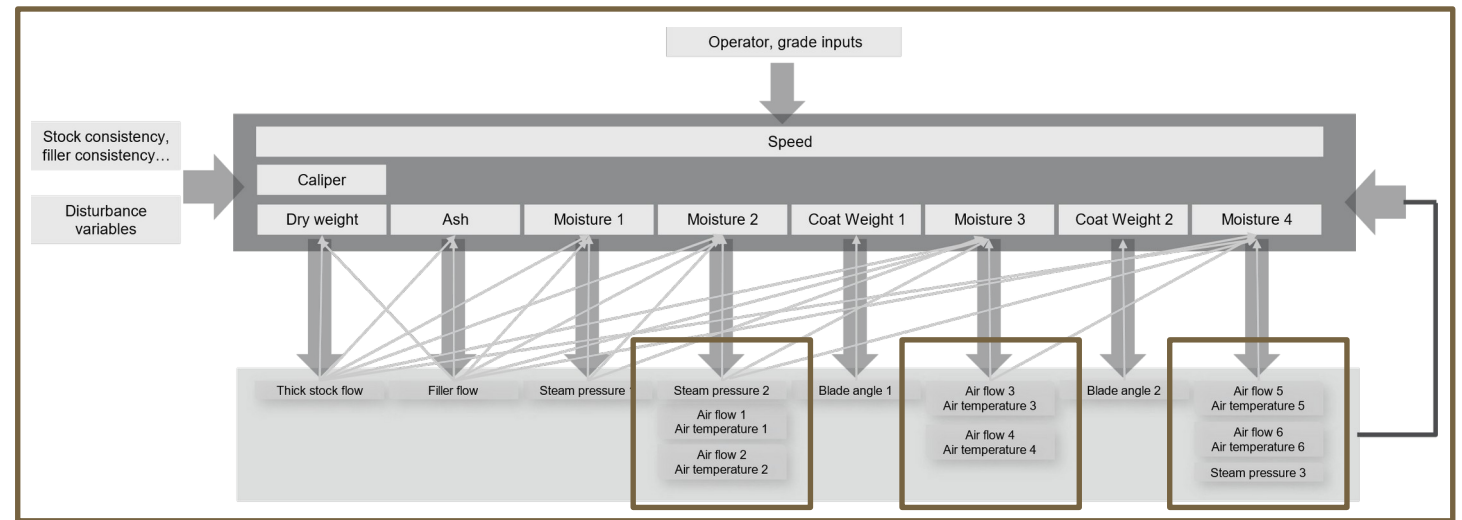 Operator, grade inputs
Stock consistency,
filler consistency…
Disturbance
variables
Speed
Caliper
Dry weight
Ash
Moisture 1
Moisture 2
Coat Weight 1
Moisture 3
Coat Weight 2
Moisture 4
Thick stock flow
Filler flow
Steam pressure 1
Steam pressure 2
Air flow 1
Air temperature 1
Air flow 2
Air temperature 2
Blade angle 1
Air flow 3
Air temperature 3
Air flow 4
Air temperature 4
Blade angle 2
Air flow 5
Air temperature 5
Air flow 6
Air temperature 6
Steam pressure 3